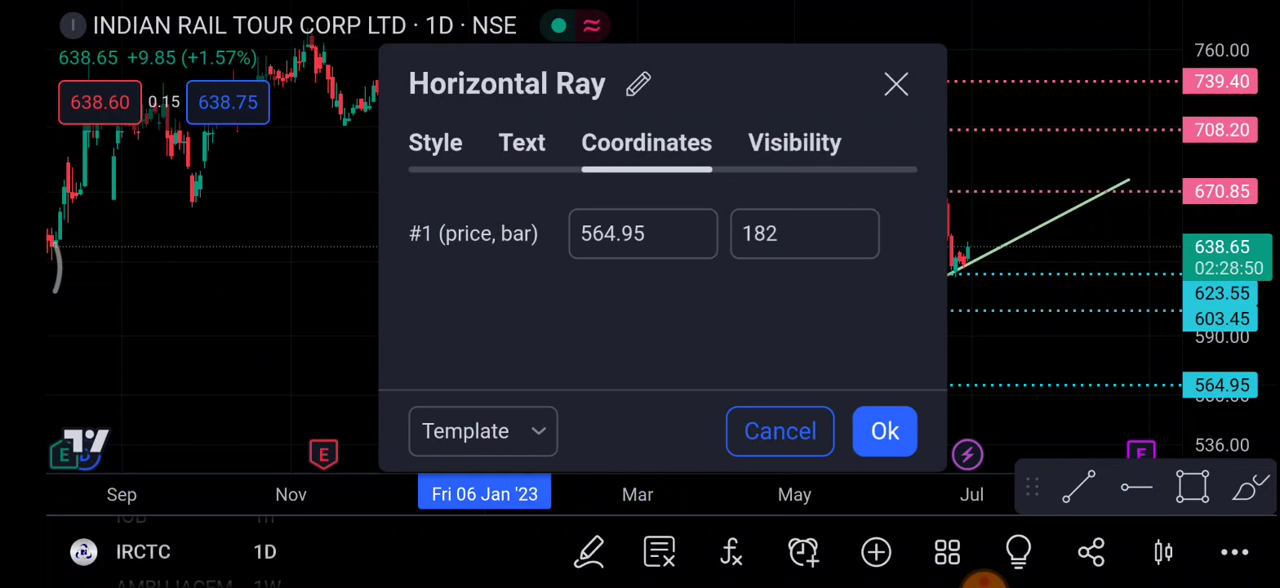 I INDIAN RAIL TOUR CORP LTD · 1D · NSE
638.65 +9.85 (+1.57%)
638.60 0.15 638.75
Horizontal Ray
Style Text Coordinates Visibility
#1 (price, bar) 564.95 182
Template Cancel Ok
760.00
739.40
708.20
670.85
638.65
02:28:50
623.55
603.45
590.00
564.95
536.00
E D E E
Sep Nov Fri 06 Jan '23 Mar May Jul
IRCTC 1D
AMBUJACEM 1W